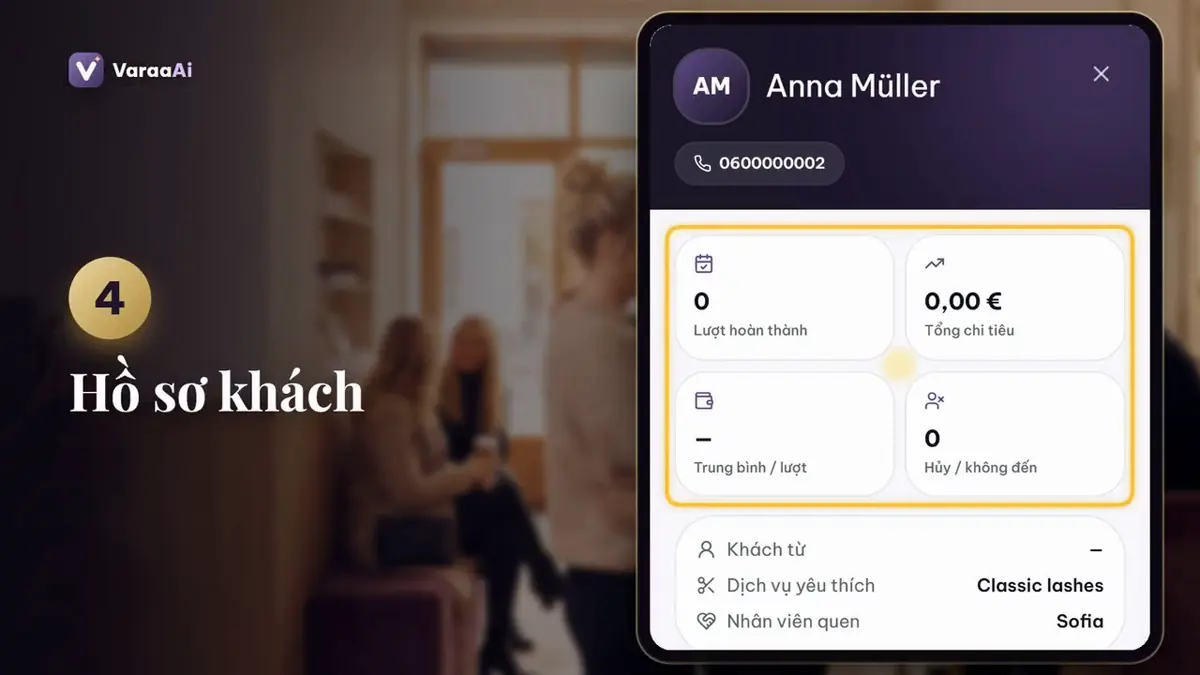 VaraaAi
4
Hồ sơ khách
AM
Anna Müller
0600000002
0
Lượt hoàn thành
0,00 €
Tổng chi tiêu
–
Trung bình / lượt
0
Hủy / không đến
Khách từ –
Dịch vụ yêu thích Classic lashes
Nhân viên quen Sofia